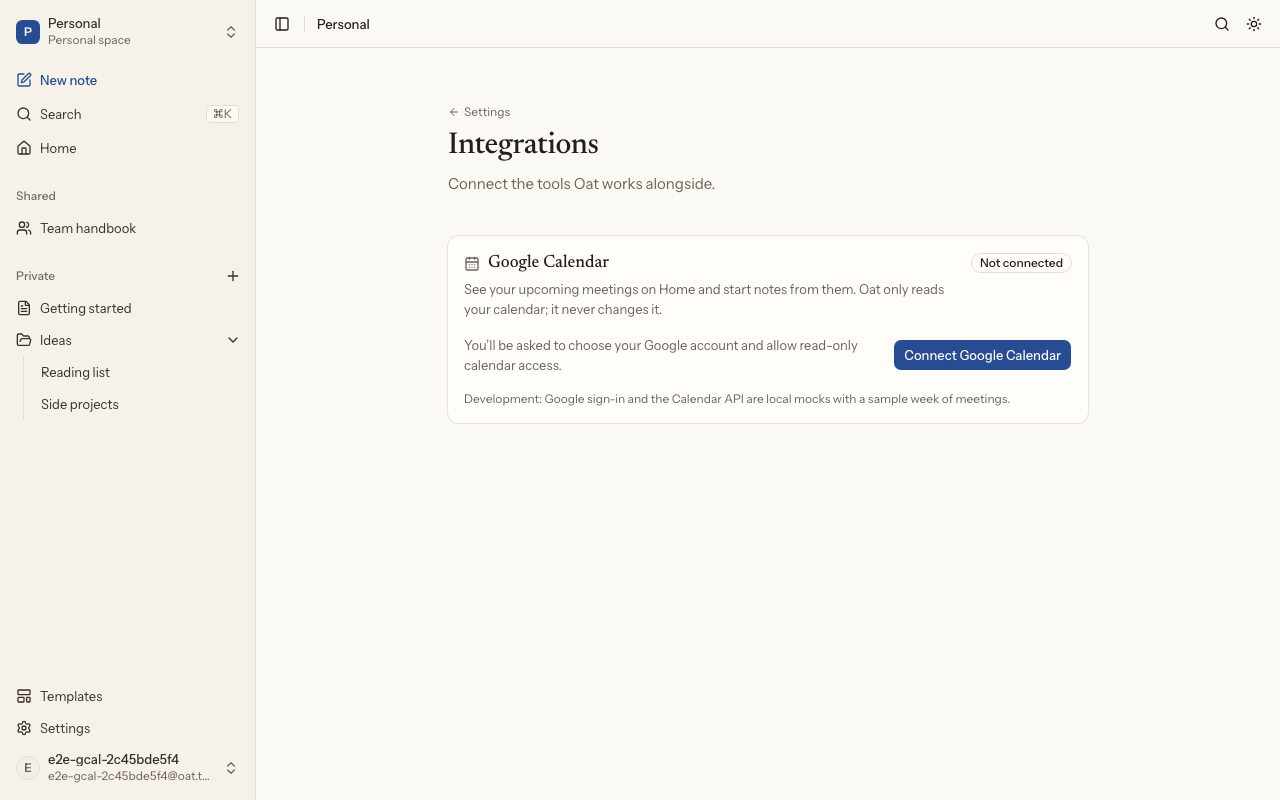 P
Personal
Personal space
New note
Search
⌘K
Home
Shared
Team handbook
Private
Getting started
Ideas
Reading list
Side projects
Templates
Settings
E
e2e-gcal-2c45bde5f4
e2e-gcal-2c45bde5f4@oat.t...
Personal
Settings
Integrations
Connect the tools Oat works alongside.
Google Calendar
Not connected
See your upcoming meetings on Home and start notes from them. Oat only reads
your calendar; it never changes it.
You’ll be asked to choose your Google account and allow read-only
calendar access.
Connect Google Calendar
Development: Google sign-in and the Calendar API are local mocks with a sample week of meetings.